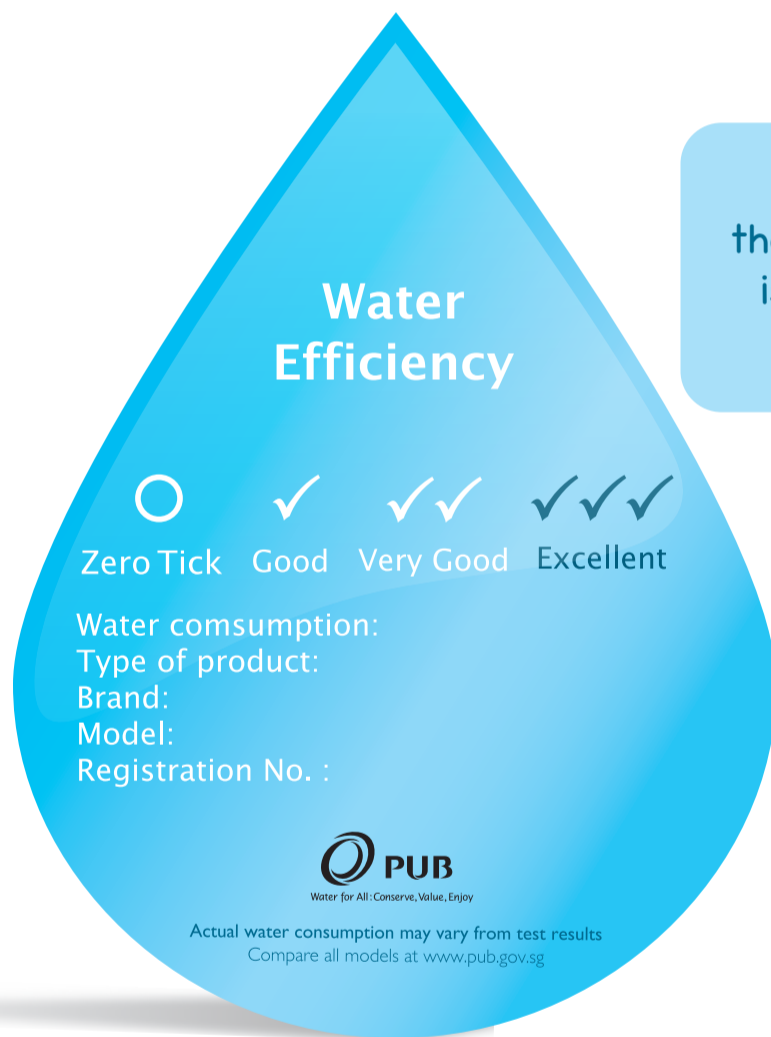 Water
Efficiency
Zero Tick Good Very Good Excellent
Water comsumption:
Type of product:
Brand:
Model:
Registration No. :
PUB
Water for All: Conserve, Value, Enjoy
Actual water consumption may vary from test results
Compare all models at www.pub.gov.sg